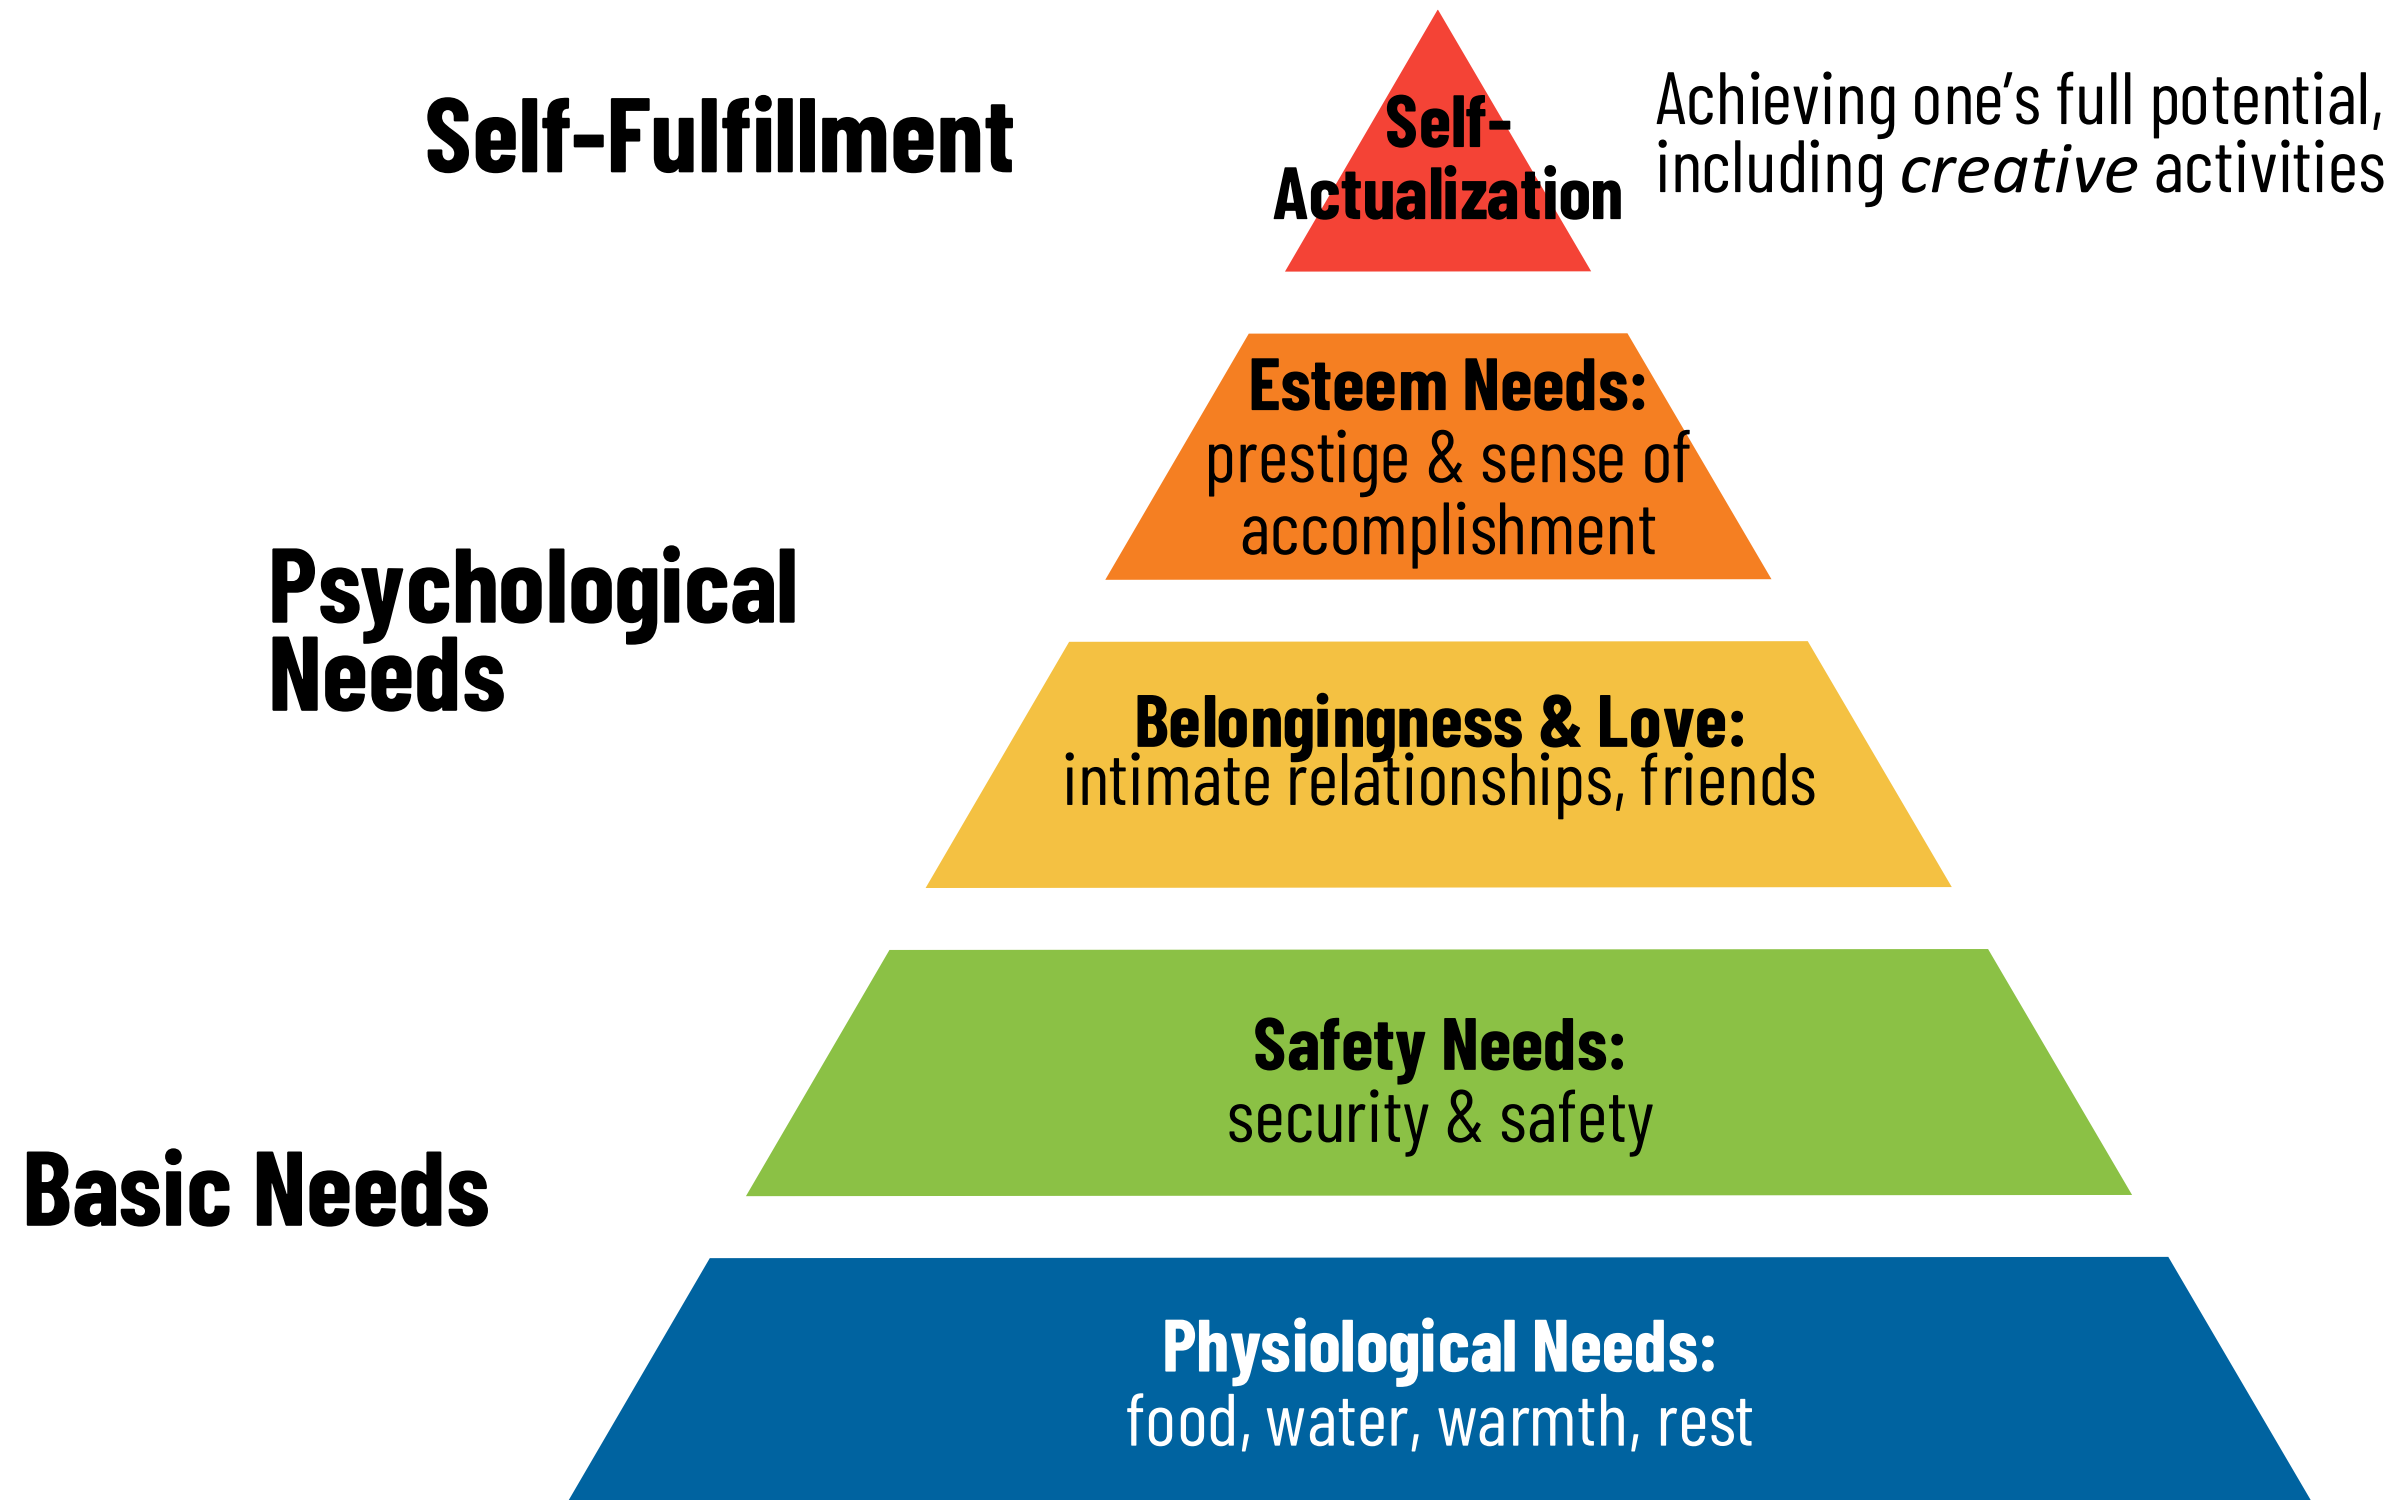 Self-Fulfillment
Self-
Actualization
Achieving one’s full potential,
including creative activities
Esteem Needs:
prestige & sense of
accomplishment
Psychological
Needs
Belongingness & Love:
intimate relationships, friends
Safety Needs:
security & safety
Basic Needs
Physiological Needs:
food, water, warmth, rest